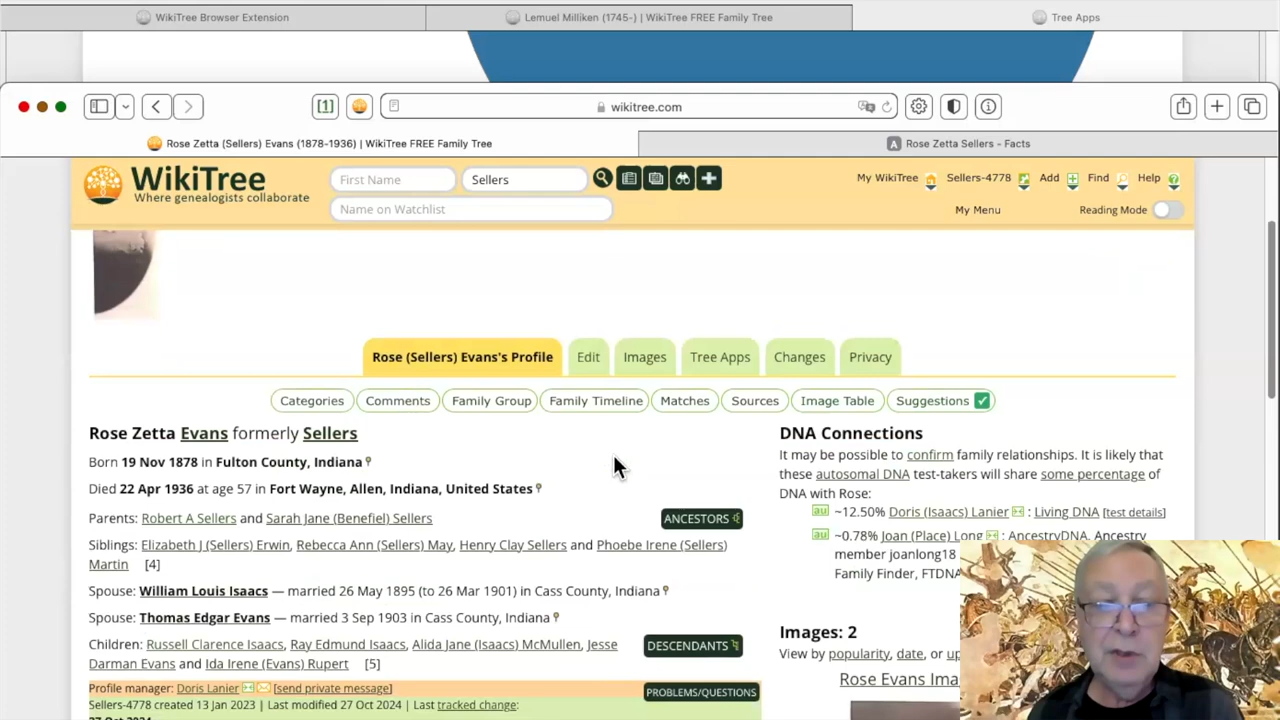 WikiTree Browser Extension
Lemuel Milliken (1745-) | WikiTree FREE Family Tree
Tree Apps
[1]
wikitree.com
Rose Zetta (Sellers) Evans (1878-1936) | WikiTree FREE Family Tree
A Rose Zetta Sellers - Facts
WikiTree
Where genealogists collaborate
First Name
Sellers
Name on Watchlist
My WikiTree
Sellers-4778
Add
Find
Help
My Menu
Reading Mode
Rose (Sellers) Evans's Profile
Edit
Images
Tree Apps
Changes
Privacy
Categories
Comments
Family Group
Family Timeline
Matches
Sources
Image Table
Suggestions
Rose Zetta Evans formerly Sellers
Born 19 Nov 1878 in Fulton County, Indiana
Died 22 Apr 1936 at age 57 in Fort Wayne, Allen, Indiana, United States
Parents: Robert A Sellers and Sarah Jane (Benefiel) Sellers
ANCESTORS
Siblings: Elizabeth J (Sellers) Erwin, Rebecca Ann (Sellers) May, Henry Clay Sellers and Phoebe Irene (Sellers)
Martin [4]
Spouse: William Louis Isaacs — married 26 May 1895 (to 26 Mar 1901) in Cass County, Indiana
Spouse: Thomas Edgar Evans — married 3 Sep 1903 in Cass County, Indiana
Children: Russell Clarence Isaacs, Ray Edmund Isaacs, Alida Jane (Isaacs) McMullen, Jesse
Darman Evans and Ida Irene (Evans) Rupert [5]
DESCENDANTS
Profile manager: Doris Lanier [send private message]
PROBLEMS/QUESTIONS
Sellers-4778 created 13 Jan 2023 | Last modified 27 Oct 2024 | Last tracked change:
27 Oct 2024
DNA Connections
It may be possible to confirm family relationships. It is likely that
these autosomal DNA test-takers will share some percentage of
DNA with Rose:
au ~12.50% Doris (Isaacs) Lanier : Living DNA [test details]
au ~0.78% Joan (Place) Long : AncestryDNA, Ancestry
member joanlong18
Family Finder, FTDNA
Images: 2
View by popularity, date, or up
Rose Evans Ima